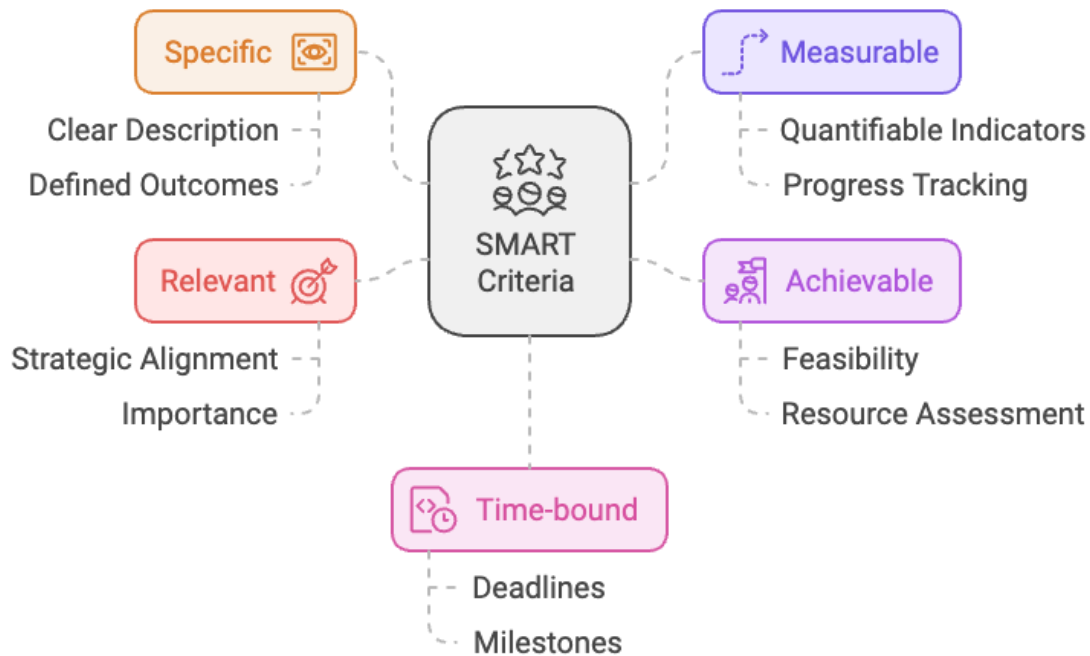 Specific
Clear Description
Defined Outcomes
Measurable
Quantifiable Indicators
Progress Tracking
SMART
Criteria
Relevant
Strategic Alignment
Importance
Achievable
Feasibility
Resource Assessment
Time-bound
Deadlines
Milestones